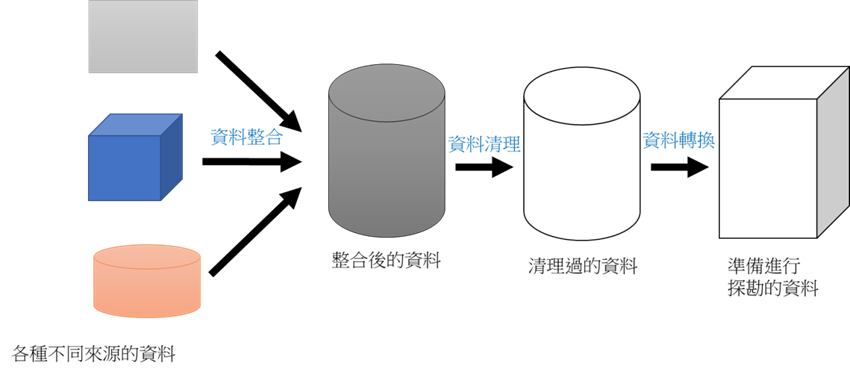 資料整合
資料清理
資料轉換
整合後的資料
清理過的資料
準備進行
探勘的資料
各種不同來源的資料